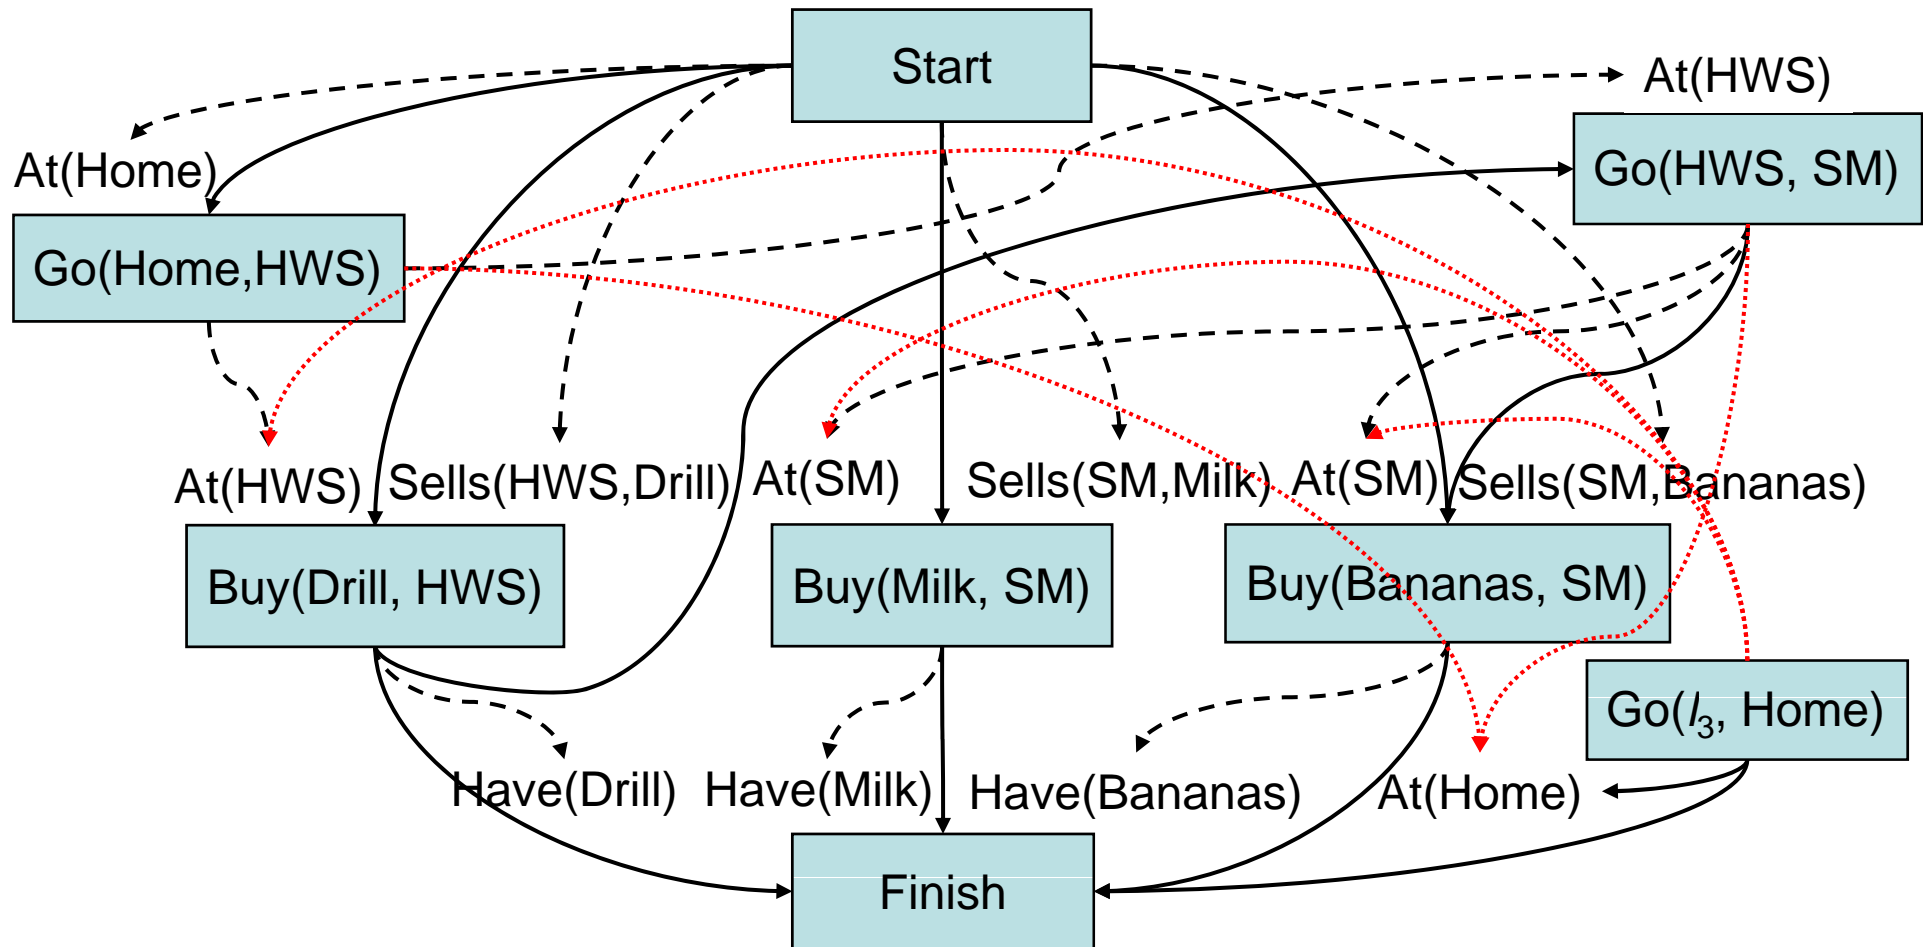 Start
At(HWS)
At(Home)
Go(HWS, SM)
Go(Home,HWS)
At(HWS)
Sells(HWS,Drill)
At(SM)
Sells(SM,Milk)
At(SM)
Sells(SM,Bananas)
Buy(Drill, HWS)
Buy(Milk, SM)
Buy(Bananas, SM)
Go(l₃, Home)
Have(Drill)
Have(Milk)
Have(Bananas)
At(Home)
Finish